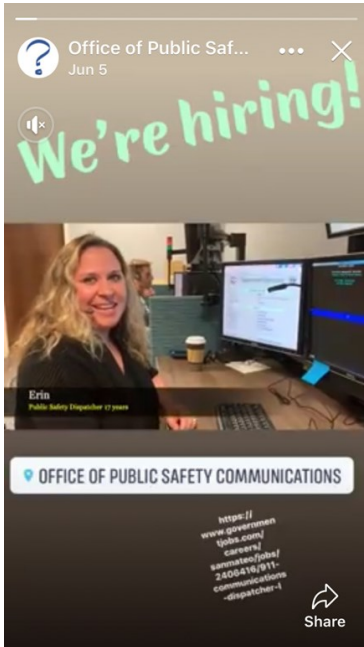 Office of Public Saf...
Jun 5
We're hiring!
Erin
Public Safety Dispatcher 17 years
OFFICE OF PUBLIC SAFETY COMMUNICATIONS
https://
www.governmen
tjobs.com/
careers/
sanmateo/jobs/
2400416/911-
communications
-dispatcher-I
Share